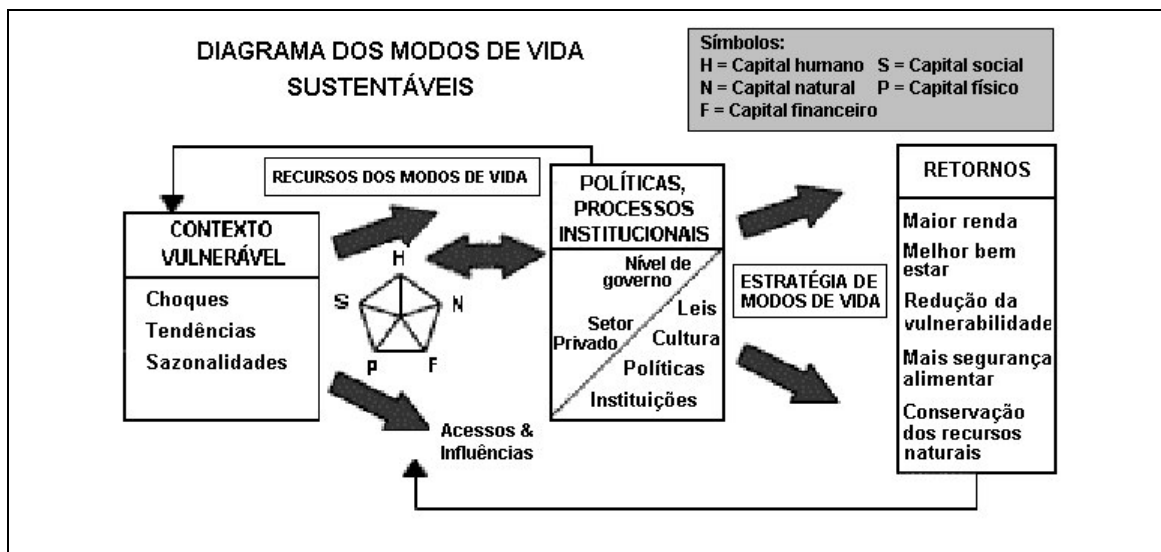 DIAGRAMA DOS MODOS DE VIDA
SUSTENTÁVEIS
Símbolos:
H = Capital humano S = Capital social
N = Capital natural P = Capital físico
F = Capital financeiro
RECURSOS DOS MODOS DE VIDA
CONTEXTO
VULNERÁVEL
Choques
Tendências
Sazonalidades
H
S
N
P
F
Acessos &
Influências
POLÍTICAS,
PROCESSOS
INSTITUCIONAIS
Nível de
governo
Setor
Privado
Leis
Cultura
Políticas
Instituições
ESTRATÉGIA DE
MODOS DE VIDA
RETORNOS
Maior renda
Melhor bem
estar
Redução da
vulnerabilidade
Mais segurança
alimentar
Conservação
dos recursos
naturais